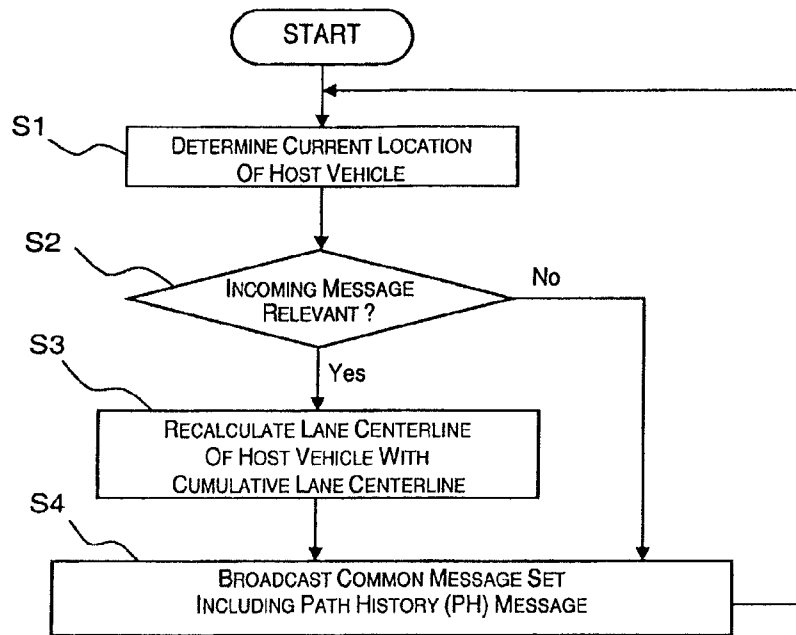 START
S1
DETERMINE CURRENT LOCATION
OF HOST VEHICLE
S2
INCOMING MESSAGE
RELEVANT ?
No
Yes
S3
RECALCULATE LANE CENTERLINE
OF HOST VEHICLE WITH
CUMULATIVE LANE CENTERLINE
S4
BROADCAST COMMON MESSAGE SET
INCLUDING PATH HISTORY (PH) MESSAGE